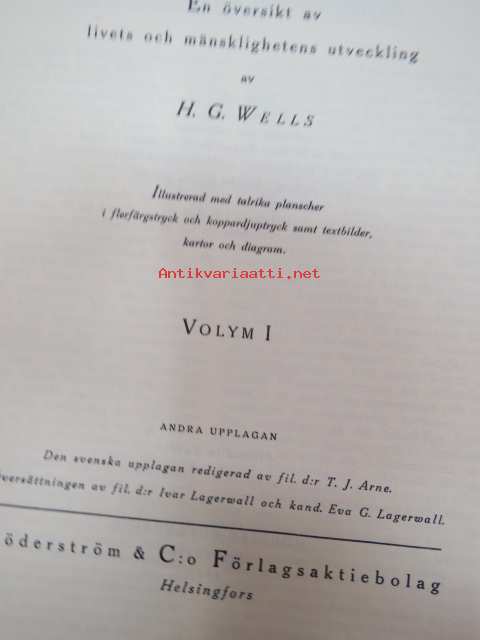 En översikt av
livets och mänsklighetens utveckling
av
H. G. WELLS
Illustrerad med talrika planscher
i flerfärgstryck och koppardjuptryck samt textbilder,
kartor och diagram.
Antikvariaatti.net
VOLYM I
ANDRA UPPLAGAN
Den svenska upplagan redigerad av fil. d:r T. J. Arne.
översättningen av fil. d:r Ivar Lagerwall och kand. Eva G. Lagerwall.
öderström & C:o Förlagsaktiebolag
Helsingfors